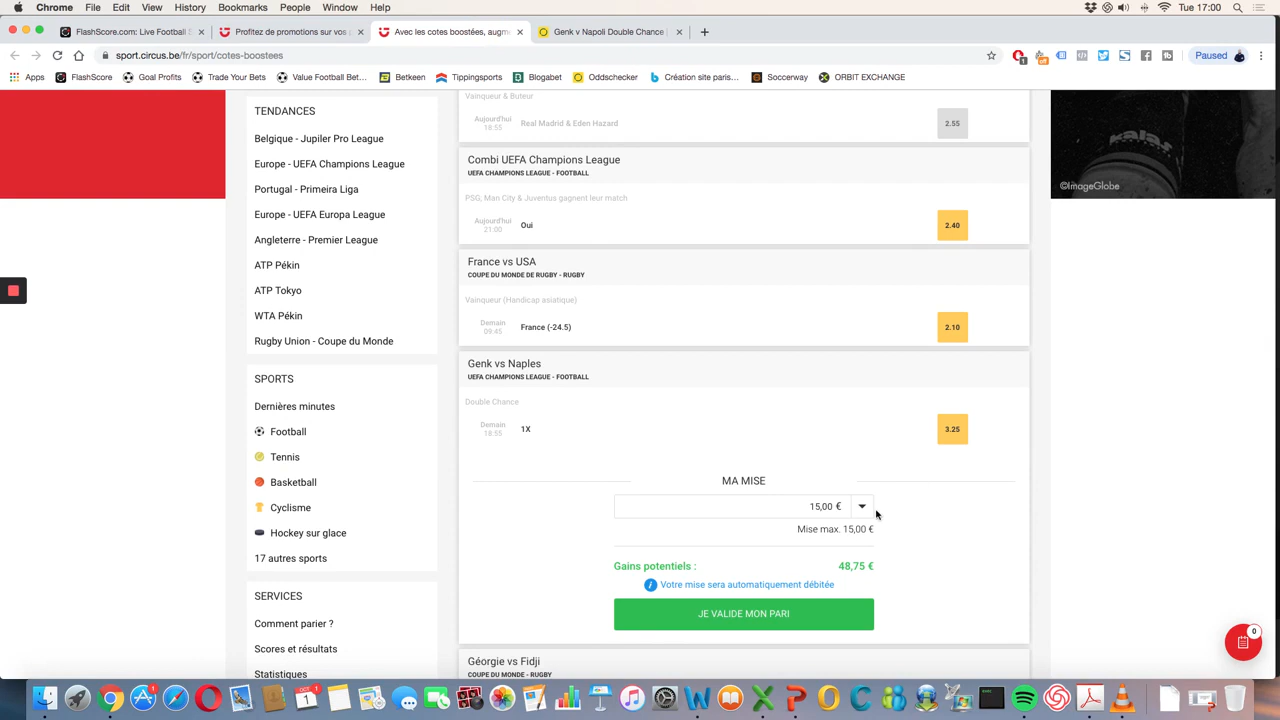 Chrome File Edit View History Bookmarks People Window Help
Tue 17:00
FlashScore.com: Live Football S
Profitez de promotions sur vos
Avec les cotes boostées, augm
Genk v Napoli Double Chance
sport.circus.be/fr/sport/cotes-boostees
Paused
Apps FlashScore Goal Profits Trade Your Bets Value Football Bet... Betkeen Tippingsports Blogabet Oddschecker Création site paris... Soccerway ORBIT EXCHANGE
TENDANCES
Belgique - Jupiler Pro League
Europe - UEFA Champions League
Portugal - Primeira Liga
Europe - UEFA Europa League
Angleterre - Premier League
ATP Pékin
ATP Tokyo
WTA Pékin
Rugby Union - Coupe du Monde
SPORTS
Dernières minutes
Football
Tennis
Basketball
Cyclisme
Hockey sur glace
17 autres sports
SERVICES
Comment parier ?
Scores et résultats
Statistiques
Vainqueur & Buteur
Aujourd'hui
18:55
Real Madrid & Eden Hazard
2.55
Combi UEFA Champions League
UEFA CHAMPIONS LEAGUE - FOOTBALL
PSG, Man City & Juventus gagnent leur match
Aujourd'hui
21:00
Oui
2.40
France vs USA
COUPE DU MONDE DE RUGBY - RUGBY
Vainqueur (Handicap asiatique)
Demain
09:45
France (-24.5)
2.10
Genk vs Naples
UEFA CHAMPIONS LEAGUE - FOOTBALL
Double Chance
Demain
18:55
1X
3.25
MA MISE
15,00 €
Mise max. 15,00 €
Gains potentiels :
48,75 €
Votre mise sera automatiquement débitée
JE VALIDE MON PARI
Géorgie vs Fidji
COUPE DU MONDE - RUGBY
©ImageGlobe
0